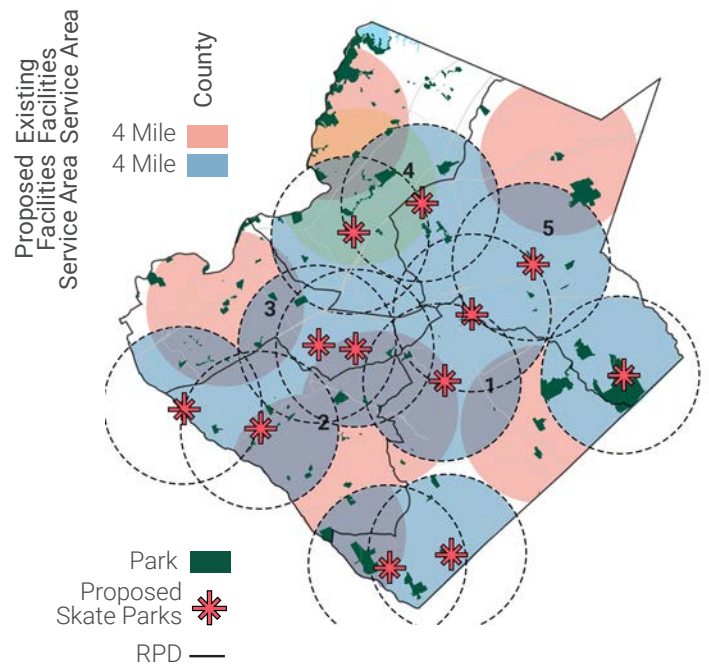 Proposed Existing
Facilities Facilities
Service Area Service Area
County
4 Mile
4 Mile
4
5
3
1
2
Park
Proposed
Skate Parks
RPD